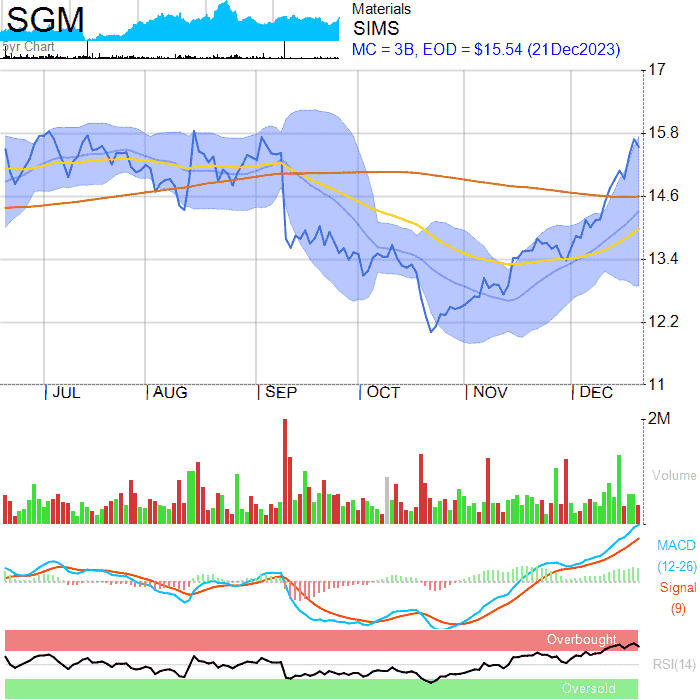 SGM
5yr Chart
Materials
SIMS
MC = 3B, EOD = $15.54 (21Dec2023)
17
15.8
14.6
13.4
12.2
11
JUL AUG SEP OCT NOV DEC
2M
Volume
MACD
(12-26)
Signal
(9)
Overbought
RSI(14)
Oversold